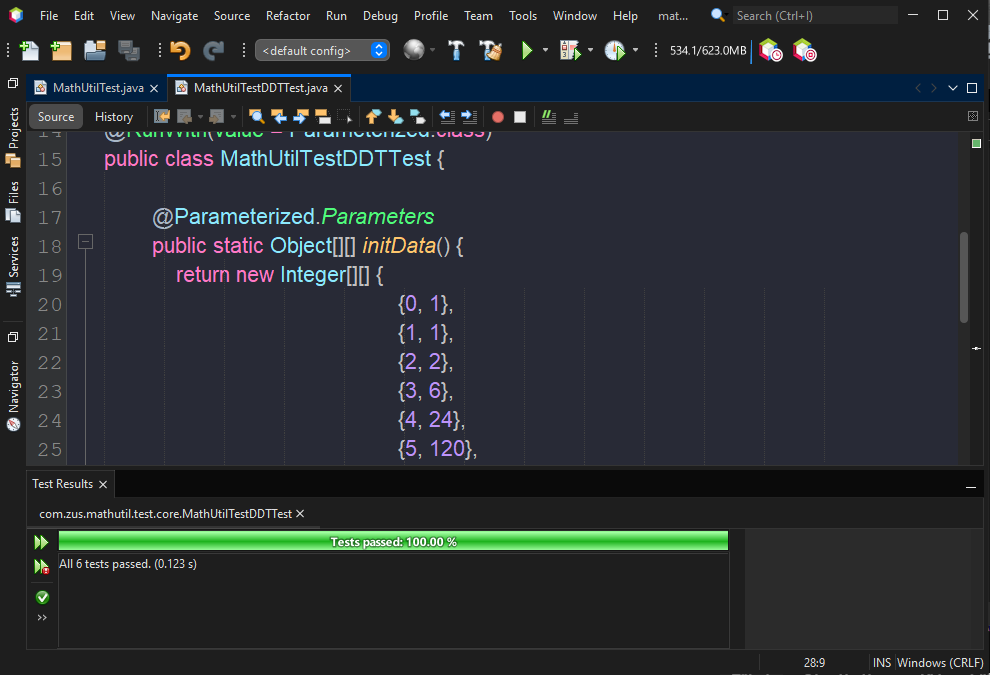 File Edit View Navigate Source Refactor Run Debug Profile Team Tools Window Help mat... Search (Ctrl+I)
<default config> 534.1/623.0MB
MathUtilTest.java MathUtilTestDDTTest.java
Source History
Projects
Files
Services
Navigator
14 @RunWith(value = Parameterized.class)
15 public class MathUtilTestDDTTest {
16
17 @Parameterized.Parameters
18 public static Object[][] initData() {
19 return new Integer[][] {
20 {0, 1},
21 {1, 1},
22 {2, 2},
23 {3, 6},
24 {4, 24},
25 {5, 120},
Test Results
com.zus.mathutil.test.core.MathUtilTestDDTTest
Tests passed: 100.00 %
All 6 tests passed. (0.123 s)
28:9 INS Windows (CRLF)